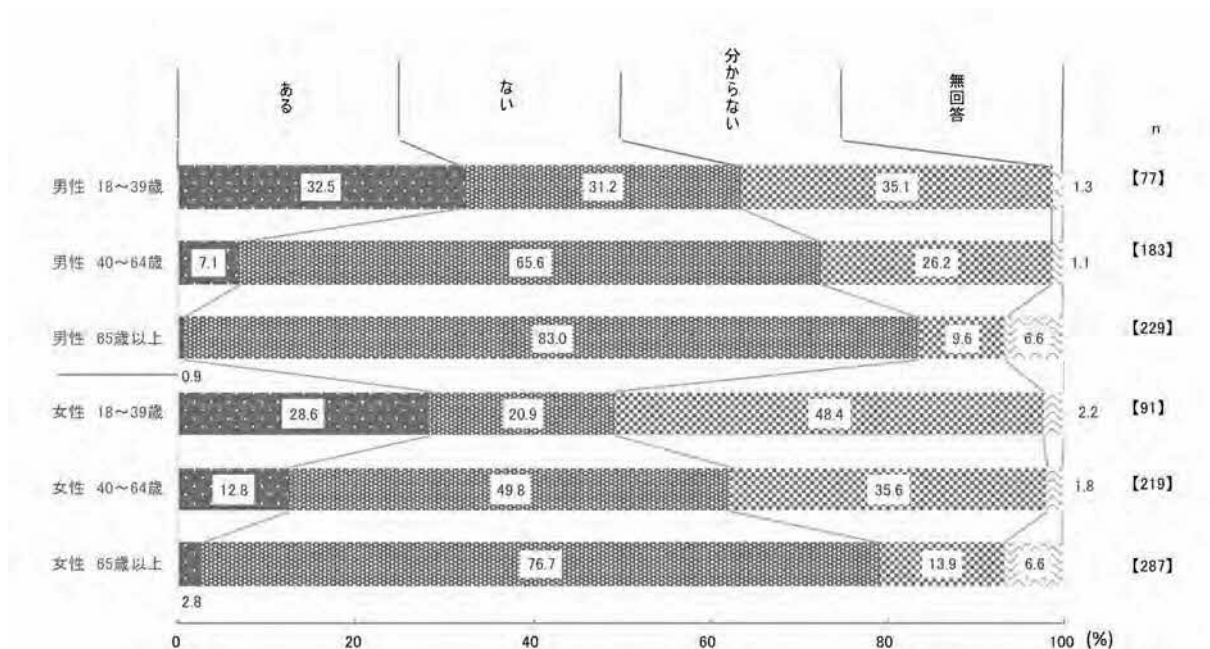 ある
ない
分からない
無回答
n
男性 18～39歳 32.5 31.2 35.1 1.3 【77】
男性 40～64歳 7.1 65.6 26.2 1.1 【183】
男性 65歳以上 83.0 9.6 6.6 【229】
0.9
女性 18～39歳 28.6 20.9 48.4 2.2 【91】
女性 40～64歳 12.8 49.8 35.6 1.8 【219】
女性 65歳以上 76.7 13.9 6.6 【287】
2.8
0 20 40 60 80 100 (%)